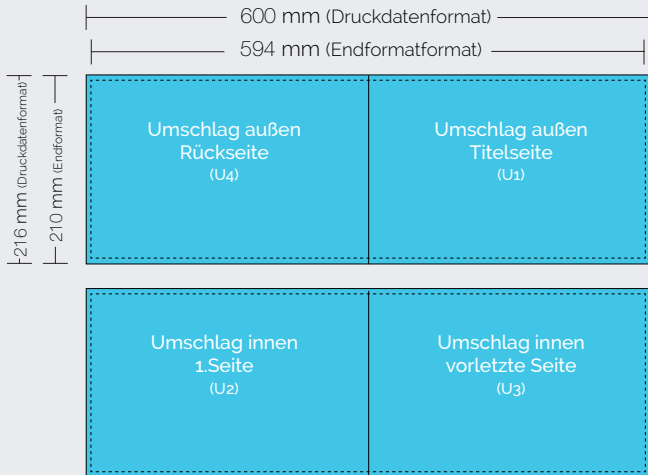 600 mm (Druckdatenformat)
594 mm (Endformatformat)
216 mm (Druckdatenformat)
210 mm (Endformat)
Umschlag außen
Rückseite
(U4)
Umschlag außen
Titelseite
(U1)
Umschlag innen
1.Seite
(U2)
Umschlag innen
vorletzte Seite
(U3)